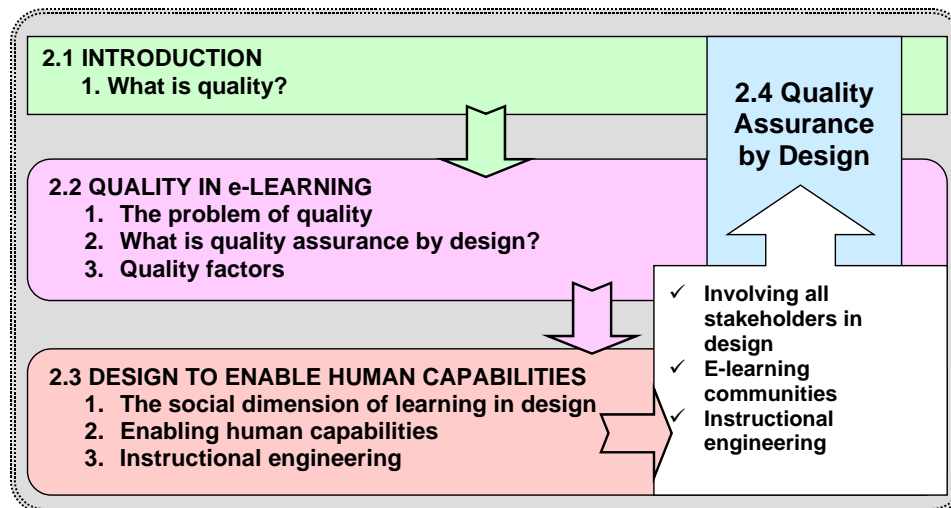 2.1 INTRODUCTION
1. What is quality?
2.4 Quality
Assurance
by Design
2.2 QUALITY IN e-LEARNING
1. The problem of quality
2. What is quality assurance by design?
3. Quality factors
2.3 DESIGN TO ENABLE HUMAN CAPABILITIES
1. The social dimension of learning in design
2. Enabling human capabilities
3. Instructional engineering
✓ Involving all
stakeholders in
design
✓ E-learning
communities
✓ Instructional
engineering